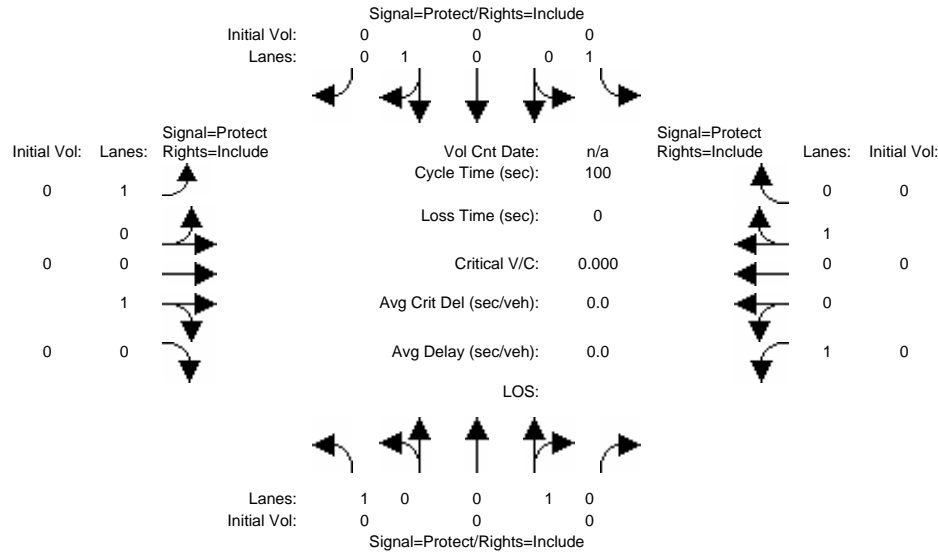 Signal=Protect/Rights=Include
Initial Vol: 0 0 0
Lanes: 0 1 0 0 1
Signal=Protect
Rights=Include
Signal=Protect
Rights=Include
Initial Vol: Lanes: Vol Cnt Date: n/a Lanes: Initial Vol:
Cycle Time (sec): 100
0 1 0 0
Loss Time (sec): 0
0 1
0 0 Critical V/C: 0.000 0 0
1 Avg Crit Del (sec/veh): 0.0 0
0 0 Avg Delay (sec/veh): 0.0 1 0
LOS:
Lanes: 1 0 0 1 0
Initial Vol: 0 0 0
Signal=Protect/Rights=Include